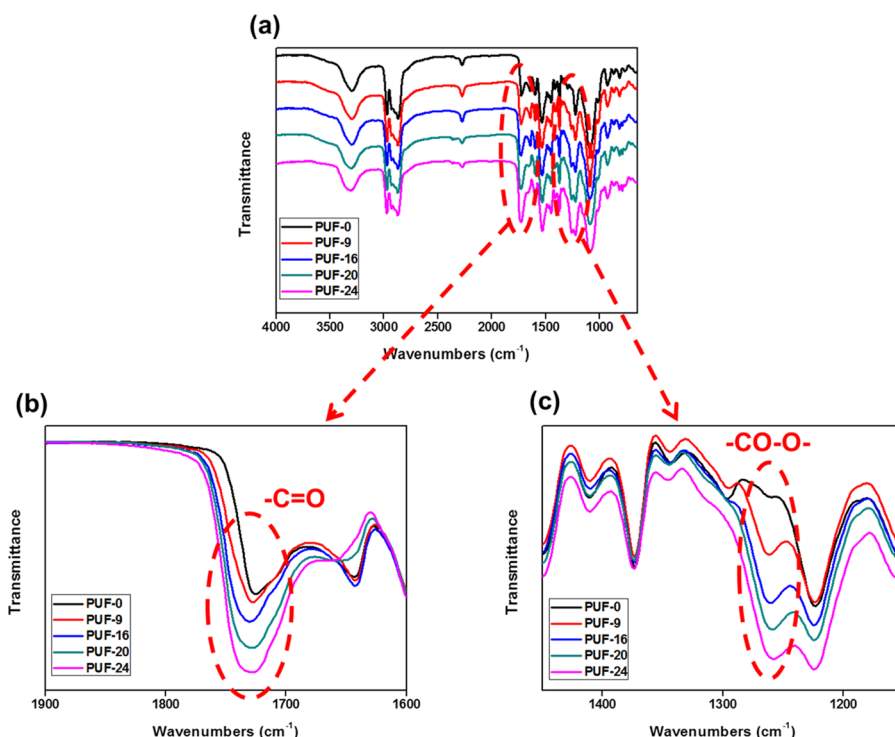 (a)
Transmittance
PUF-0
PUF-9
PUF-16
PUF-20
PUF-24
4000 3500 3000 2500 2000 1500 1000
Wavenumbers (cm⁻¹)
(b)
-C=O
Transmittance
PUF-0
PUF-9
PUF-16
PUF-20
PUF-24
1900 1800 1700 1600
Wavenumbers (cm⁻¹)
(c)
-CO-O-
Transmittance
PUF-0
PUF-9
PUF-16
PUF-20
PUF-24
1400 1300 1200
Wavenumbers (cm⁻¹)